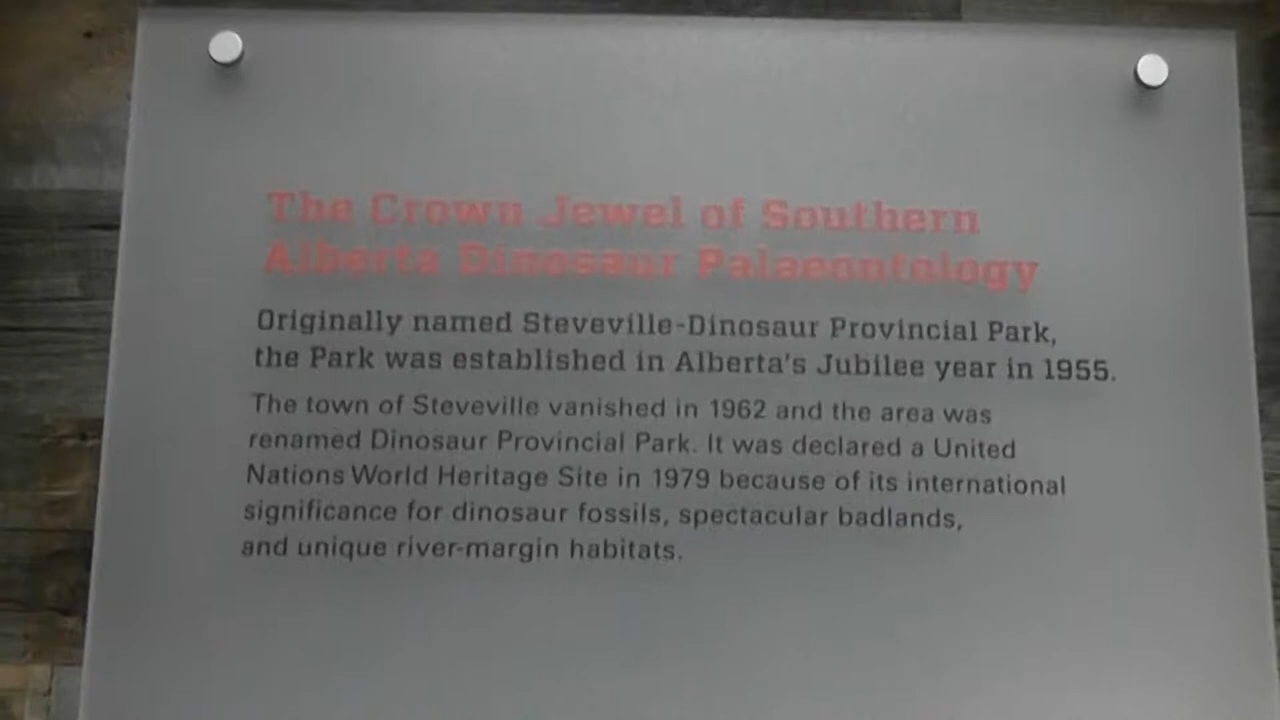 The Crown Jewel of Southern
Alberta Dinosaur Palaeontology
Originally named Steveville-Dinosaur Provincial Park,
the Park was established in Alberta's Jubilee year in 1955.
The town of Steveville vanished in 1962 and the area was
renamed Dinosaur Provincial Park. It was declared a United
Nations World Heritage Site in 1979 because of its international
significance for dinosaur fossils, spectacular badlands,
and unique river-margin habitats.